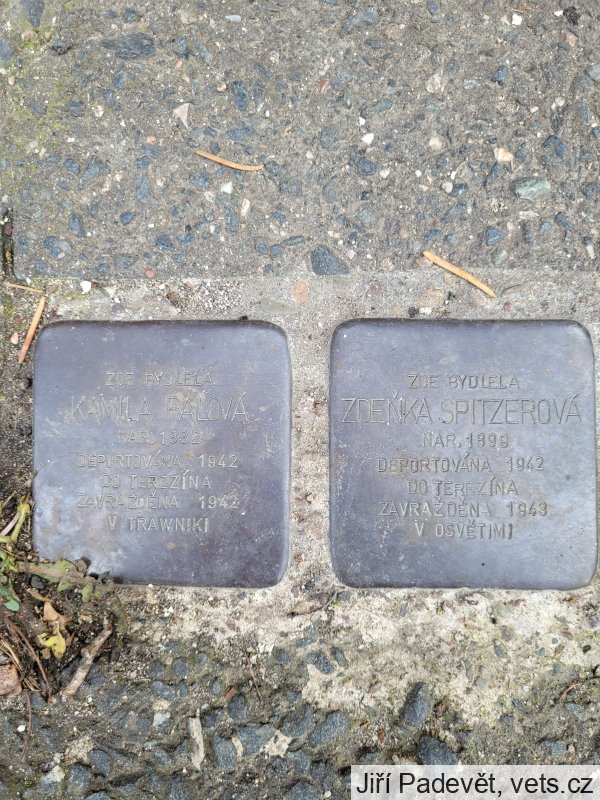 ZDE BYDLELA
KAMILA PALOVÁ
NAR. 1882
DEPORTOVÁNA 1942
DO TEREZÍNA
ZAVRAŽDĚNA 1942
V TRAWNIKI
ZDE BYDLELA
ZDEŇKA SPITZEROVÁ
NAR. 1899
DEPORTOVÁNA 1942
DO TEREZÍNA
ZAVRAŽDĚNA 1943
V OSVĚTIMI
Jiří Padevět, vets.cz